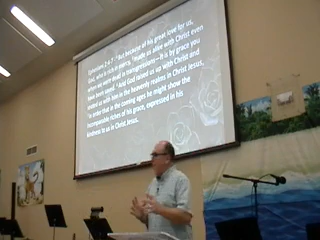 Ephesians 2:4-7 "But because of his great love for us,
God, who is rich in mercy, ⁵made us alive with Christ even
when we were dead in transgressions—it is by grace you
have been saved. ⁶And God raised us up with Christ and
seated us with him in the heavenly realms in Christ Jesus,
⁷in order that in the coming ages he might show the
incomparable riches of his grace, expressed in his
kindness to us in Christ Jesus.